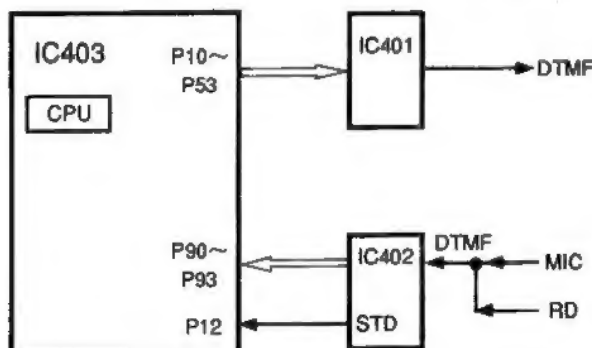 IC403
CPU
P10～
P53
IC401
DTMF
P90～
P93
P12
IC402
STD
DTMF
MIC
RD